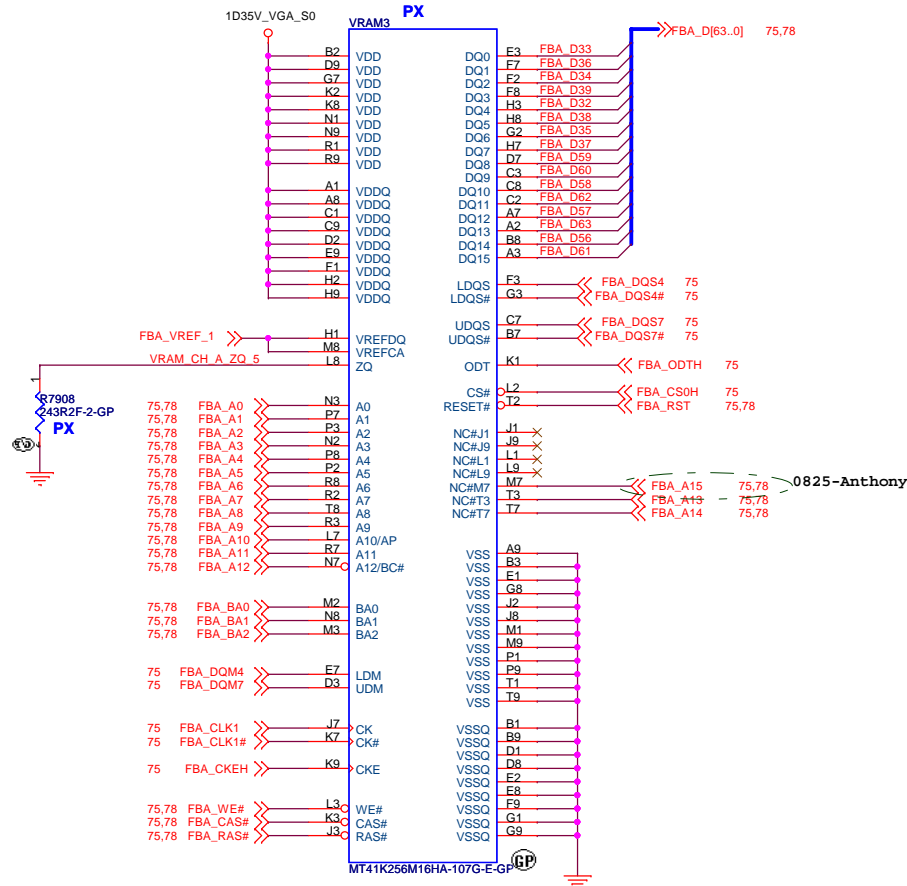 PX
1D35V_VGA_S0
VRAM3
FBA_D[63..0] 75,78
B2 VDD DQ0 E3 FBA_D33
D9 VDD DQ1 F7 FBA_D36
G7 VDD DQ2 F2 FBA_D34
K2 VDD DQ3 F8 FBA_D39
K8 VDD DQ4 H3 FBA_D32
N1 VDD DQ5 H8 FBA_D38
N9 VDD DQ6 G2 FBA_D35
R1 VDD DQ7 H7 FBA_D37
R9 VDD DQ8 D7 FBA_D59
DQ9 C3 FBA_D60
A1 VDDQ DQ10 C8 FBA_D58
A8 VDDQ DQ11 C2 FBA_D62
C1 VDDQ DQ12 A7 FBA_D57
C9 VDDQ DQ13 A2 FBA_D63
D2 VDDQ DQ14 B8 FBA_D56
E9 VDDQ DQ15 A3 FBA_D61
F1 VDDQ
H2 VDDQ LDQS F3 FBA_DQS4 75
H9 VDDQ LDQS# G3 FBA_DQS4# 75
UDQS C7 FBA_DQS7 75
FBA_VREF_1 H1 VREFDQ UDQS# B7 FBA_DQS7# 75
M8 VREFCA
VRAM_CH_A_ZQ_5 L8 ZQ ODT K1 FBA_ODTH 75
1
R7908
243R2F-2-GP
PX
CS# L2 FBA_CS0H 75
75,78 FBA_A0 N3 A0 RESET# T2 FBA_RST 75,78
75,78 FBA_A1 P7 A1
75,78 FBA_A2 P3 A2 NC#J1 J1
75,78 FBA_A3 N2 A3 NC#J9 J9
75,78 FBA_A4 P8 A4 NC#L1 L1
75,78 FBA_A5 P2 A5 NC#L9 L9
75,78 FBA_A6 R8 A6 NC#M7 M7 FBA_A15 75,78 0825-Anthony
75,78 FBA_A7 R2 A7 NC#T3 T3 FBA_A13 75,78
75,78 FBA_A8 T8 A8 NC#T7 T7 FBA_A14 75,78
75,78 FBA_A9 R3 A9
75,78 FBA_A10 L7 A10/AP
75,78 FBA_A11 R7 A11 VSS A9
75,78 FBA_A12 N7 A12/BC# VSS B3
VSS E1
VSS G8
75,78 FBA_BA0 M2 BA0 VSS J2
75,78 FBA_BA1 N8 BA1 VSS J8
75,78 FBA_BA2 M3 BA2 VSS M1
VSS M9
VSS P1
75 FBA_DQM4 E7 LDM VSS P9
75 FBA_DQM7 D3 UDM VSS T1
VSS T9
75 FBA_CLK1 J7 CK VSSQ B1
75 FBA_CLK1# K7 CK# VSSQ B9
VSSQ D1
75 FBA_CKEH K9 CKE VSSQ D8
VSSQ E2
VSSQ E8
75,78 FBA_WE# L3 WE# VSSQ F9
75,78 FBA_CAS# K3 CAS# VSSQ G1
75,78 FBA_RAS# J3 RAS# VSSQ G9
MT41K256M16HA-107G-E-GP
GP